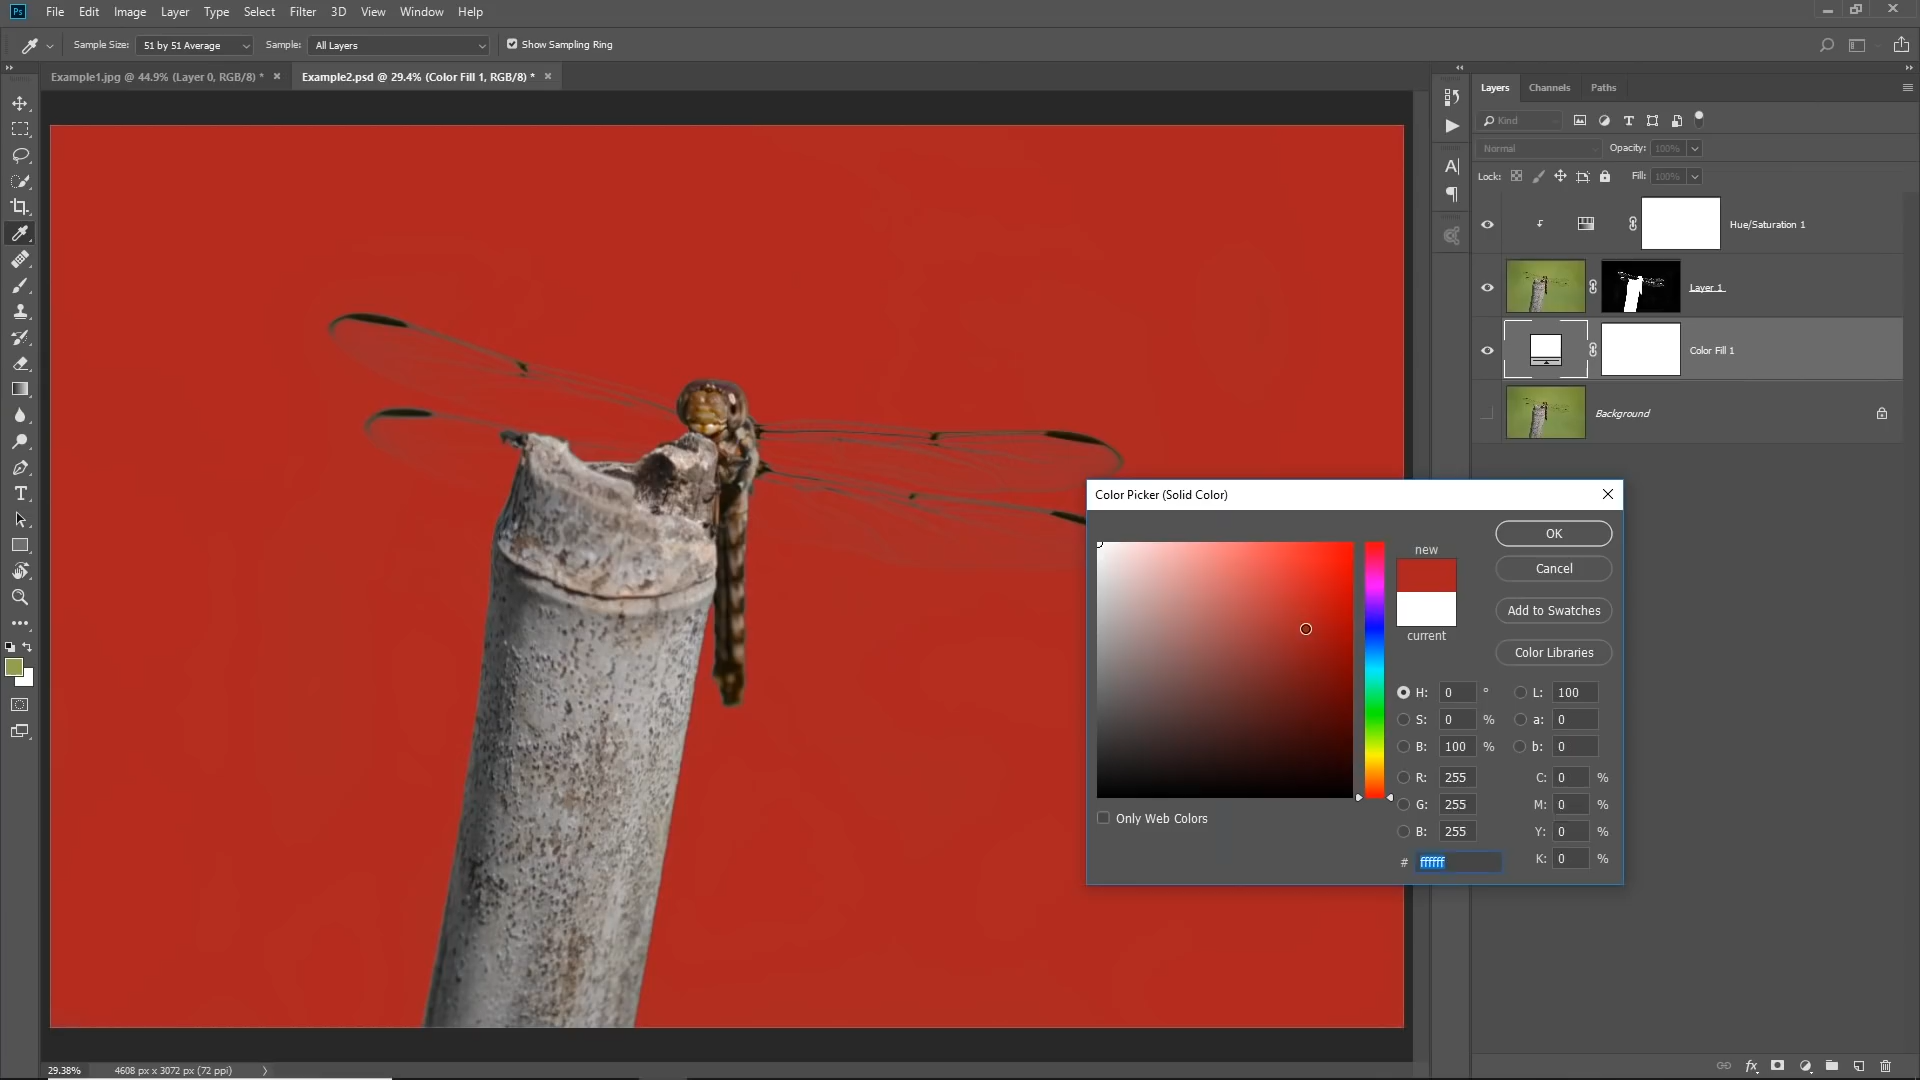 Ps File Edit Image Layer Type Select Filter 3D View Window Help
Sample Size: 51 by 51 Average Sample: All Layers Show Sampling Ring
Example1.jpg @ 44.9% (Layer 0, RGB/8) * Example2.psd @ 29.4% (Color Fill 1, RGB/8) *
Layers Channels Paths
Kind
Normal Opacity: 100%
Lock: Fill: 100%
Hue/Saturation 1
Layer 1
Color Fill 1
Background
Color Picker (Solid Color)
new
current
OK
Cancel
Add to Swatches
Color Libraries
H: 0 ° L: 100
S: 0 % a: 0
B: 100 % b: 0
R: 255 C: 0 %
G: 255 M: 0 %
B: 255 Y: 0 %
# ffffff K: 0 %
Only Web Colors
29.38% 4608 px x 3072 px (72 ppi)